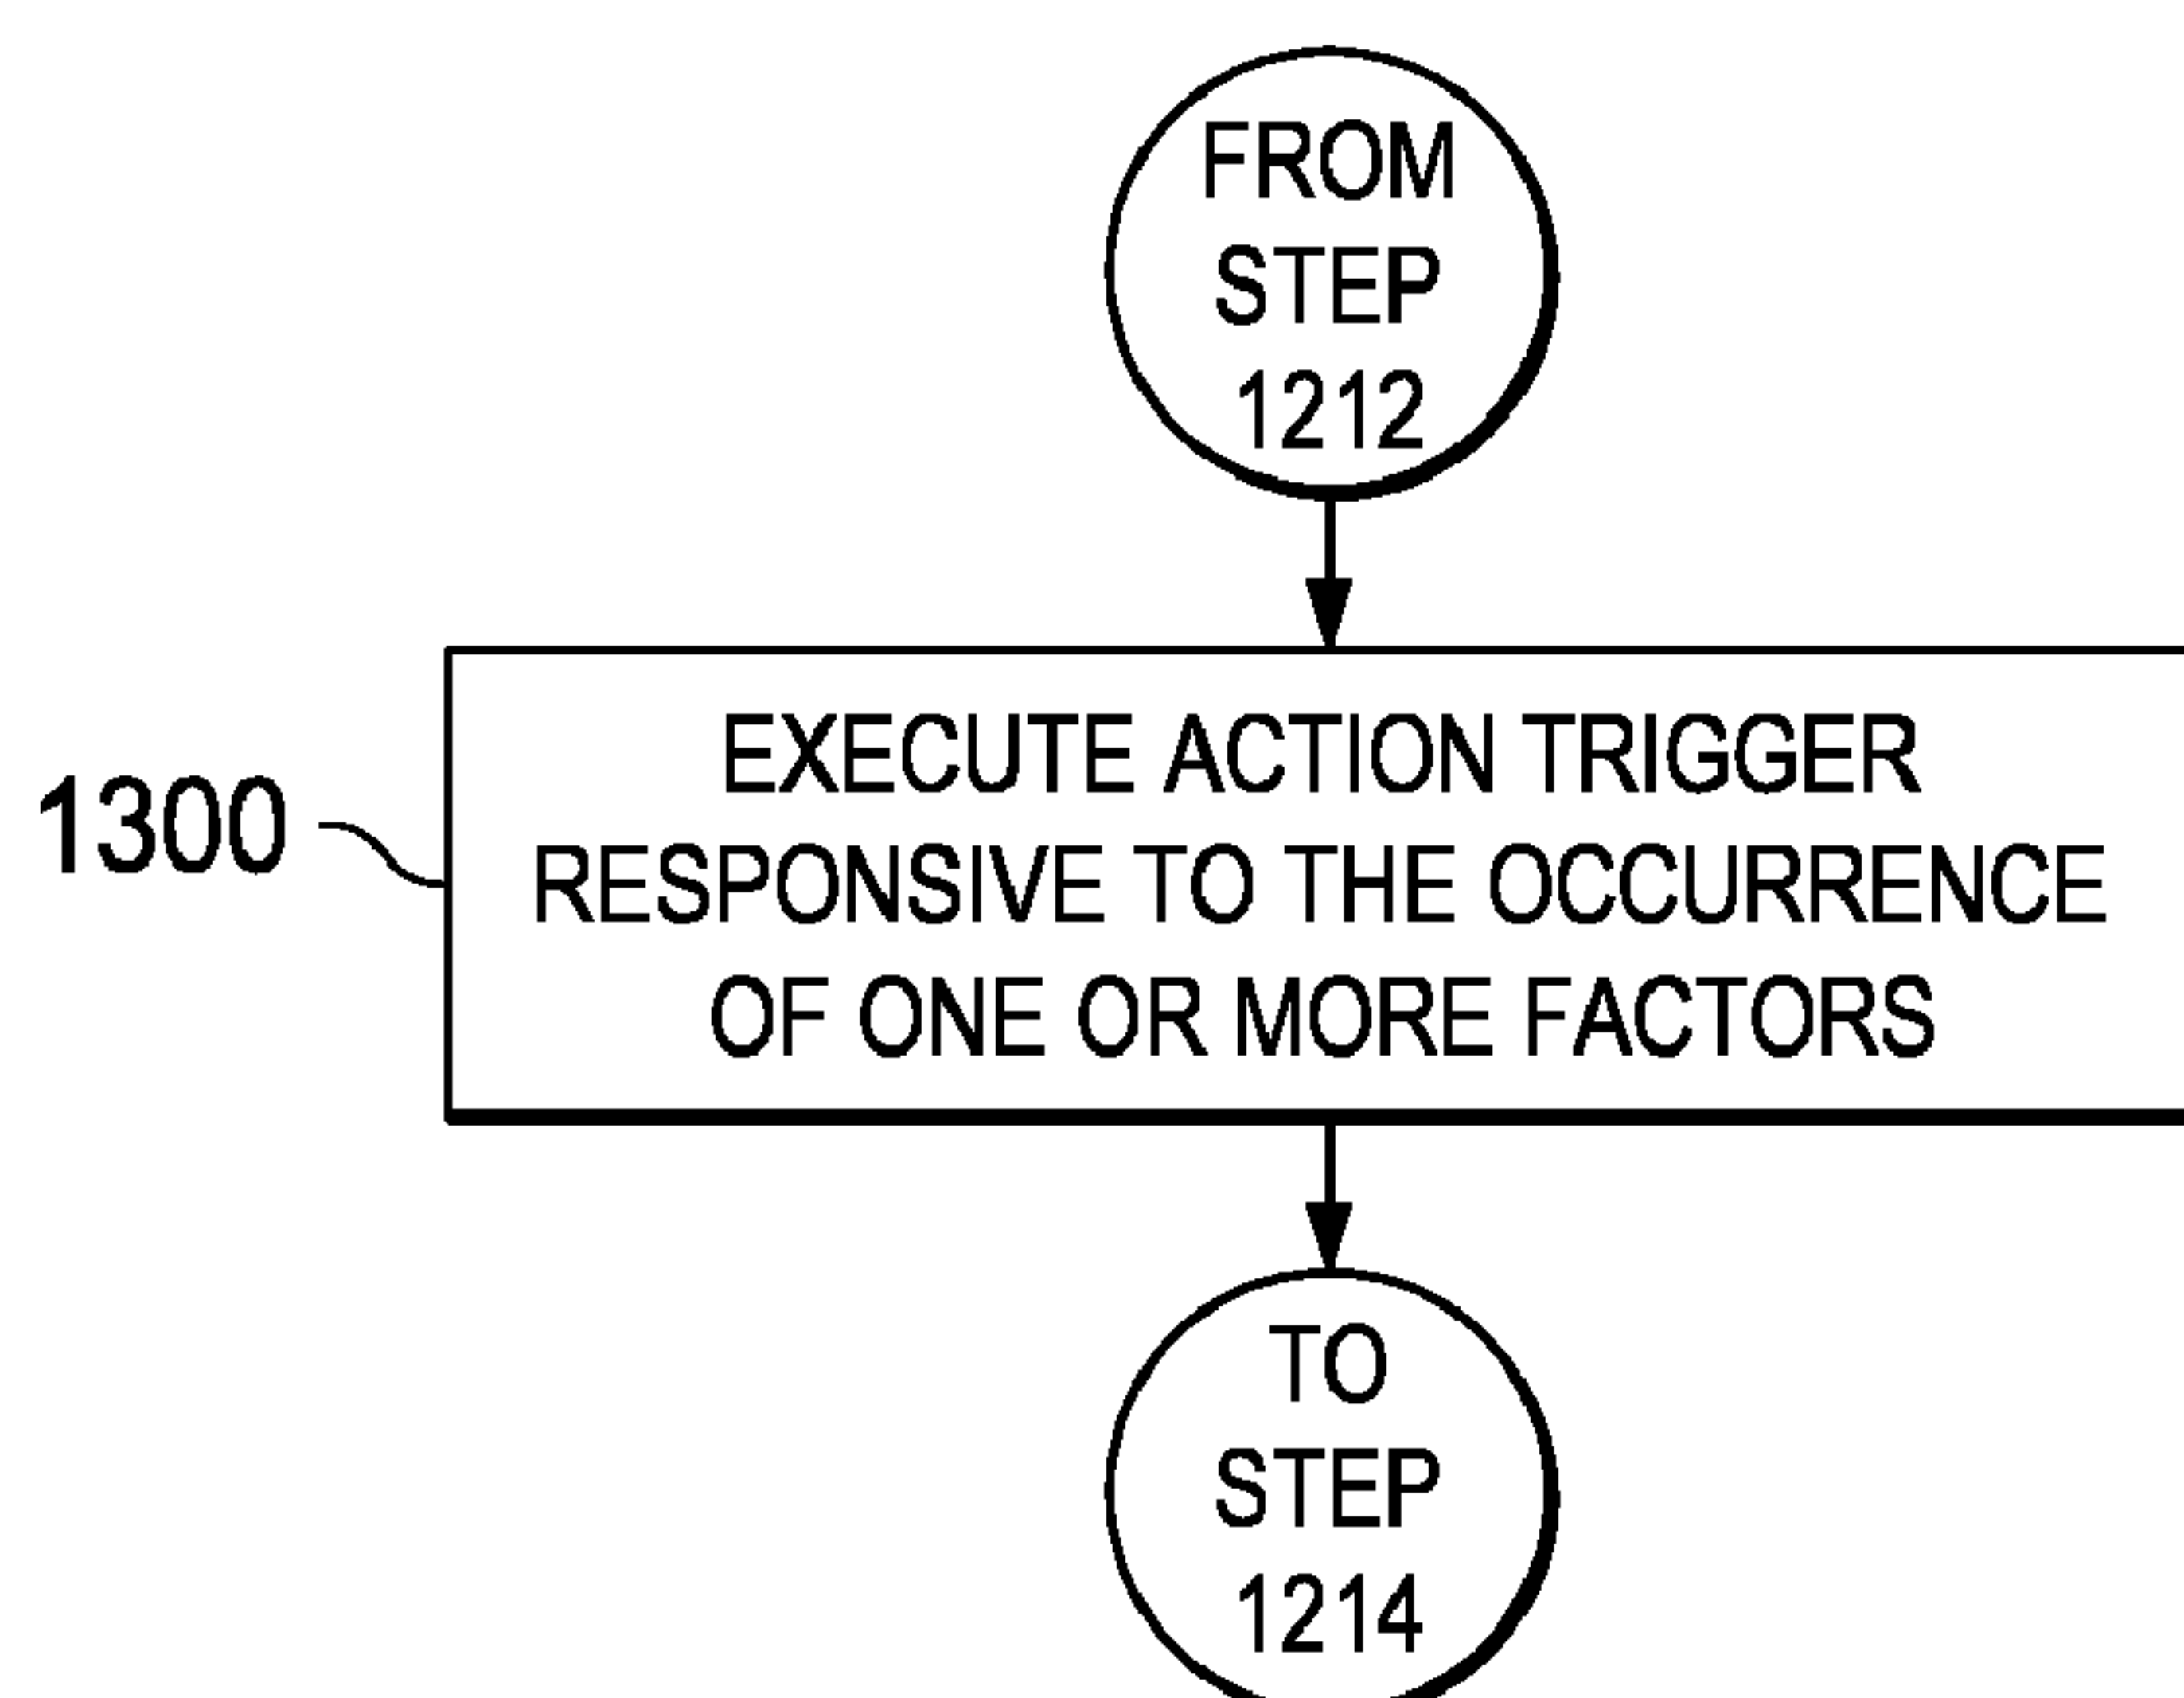 FROM
STEP
1212
EXECUTE ACTION TRIGGER
1300
RESPONSIVE TO THE OCCURRENCE
OF ONE OR MORE FACTORS
TO
STEP
1214